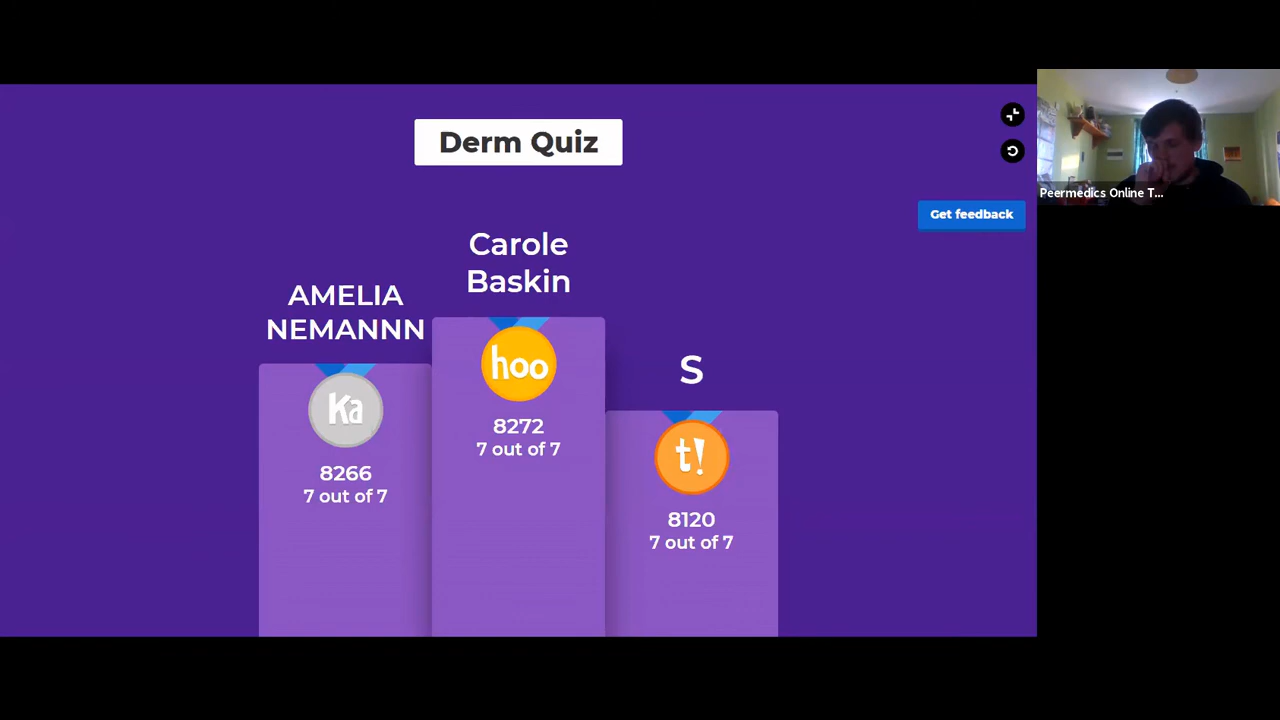 Derm Quiz
Get feedback
Peermedics Online T...
Carole
Baskin
AMELIA
NEMANNN
S
hoo
Ka
t!
8272
7 out of 7
8266
7 out of 7
8120
7 out of 7